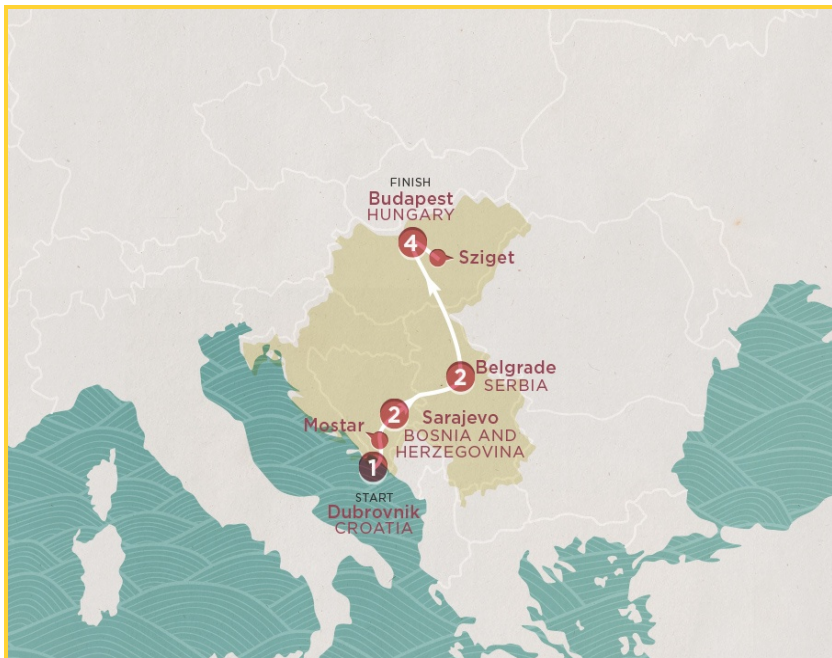 FINISH
Budapest
HUNGARY
4
Sziget
2
Belgrade
SERBIA
2
Sarajevo
BOSNIA AND
HERZEGOVINA
Mostar
1
START
Dubrovnik
CROATIA